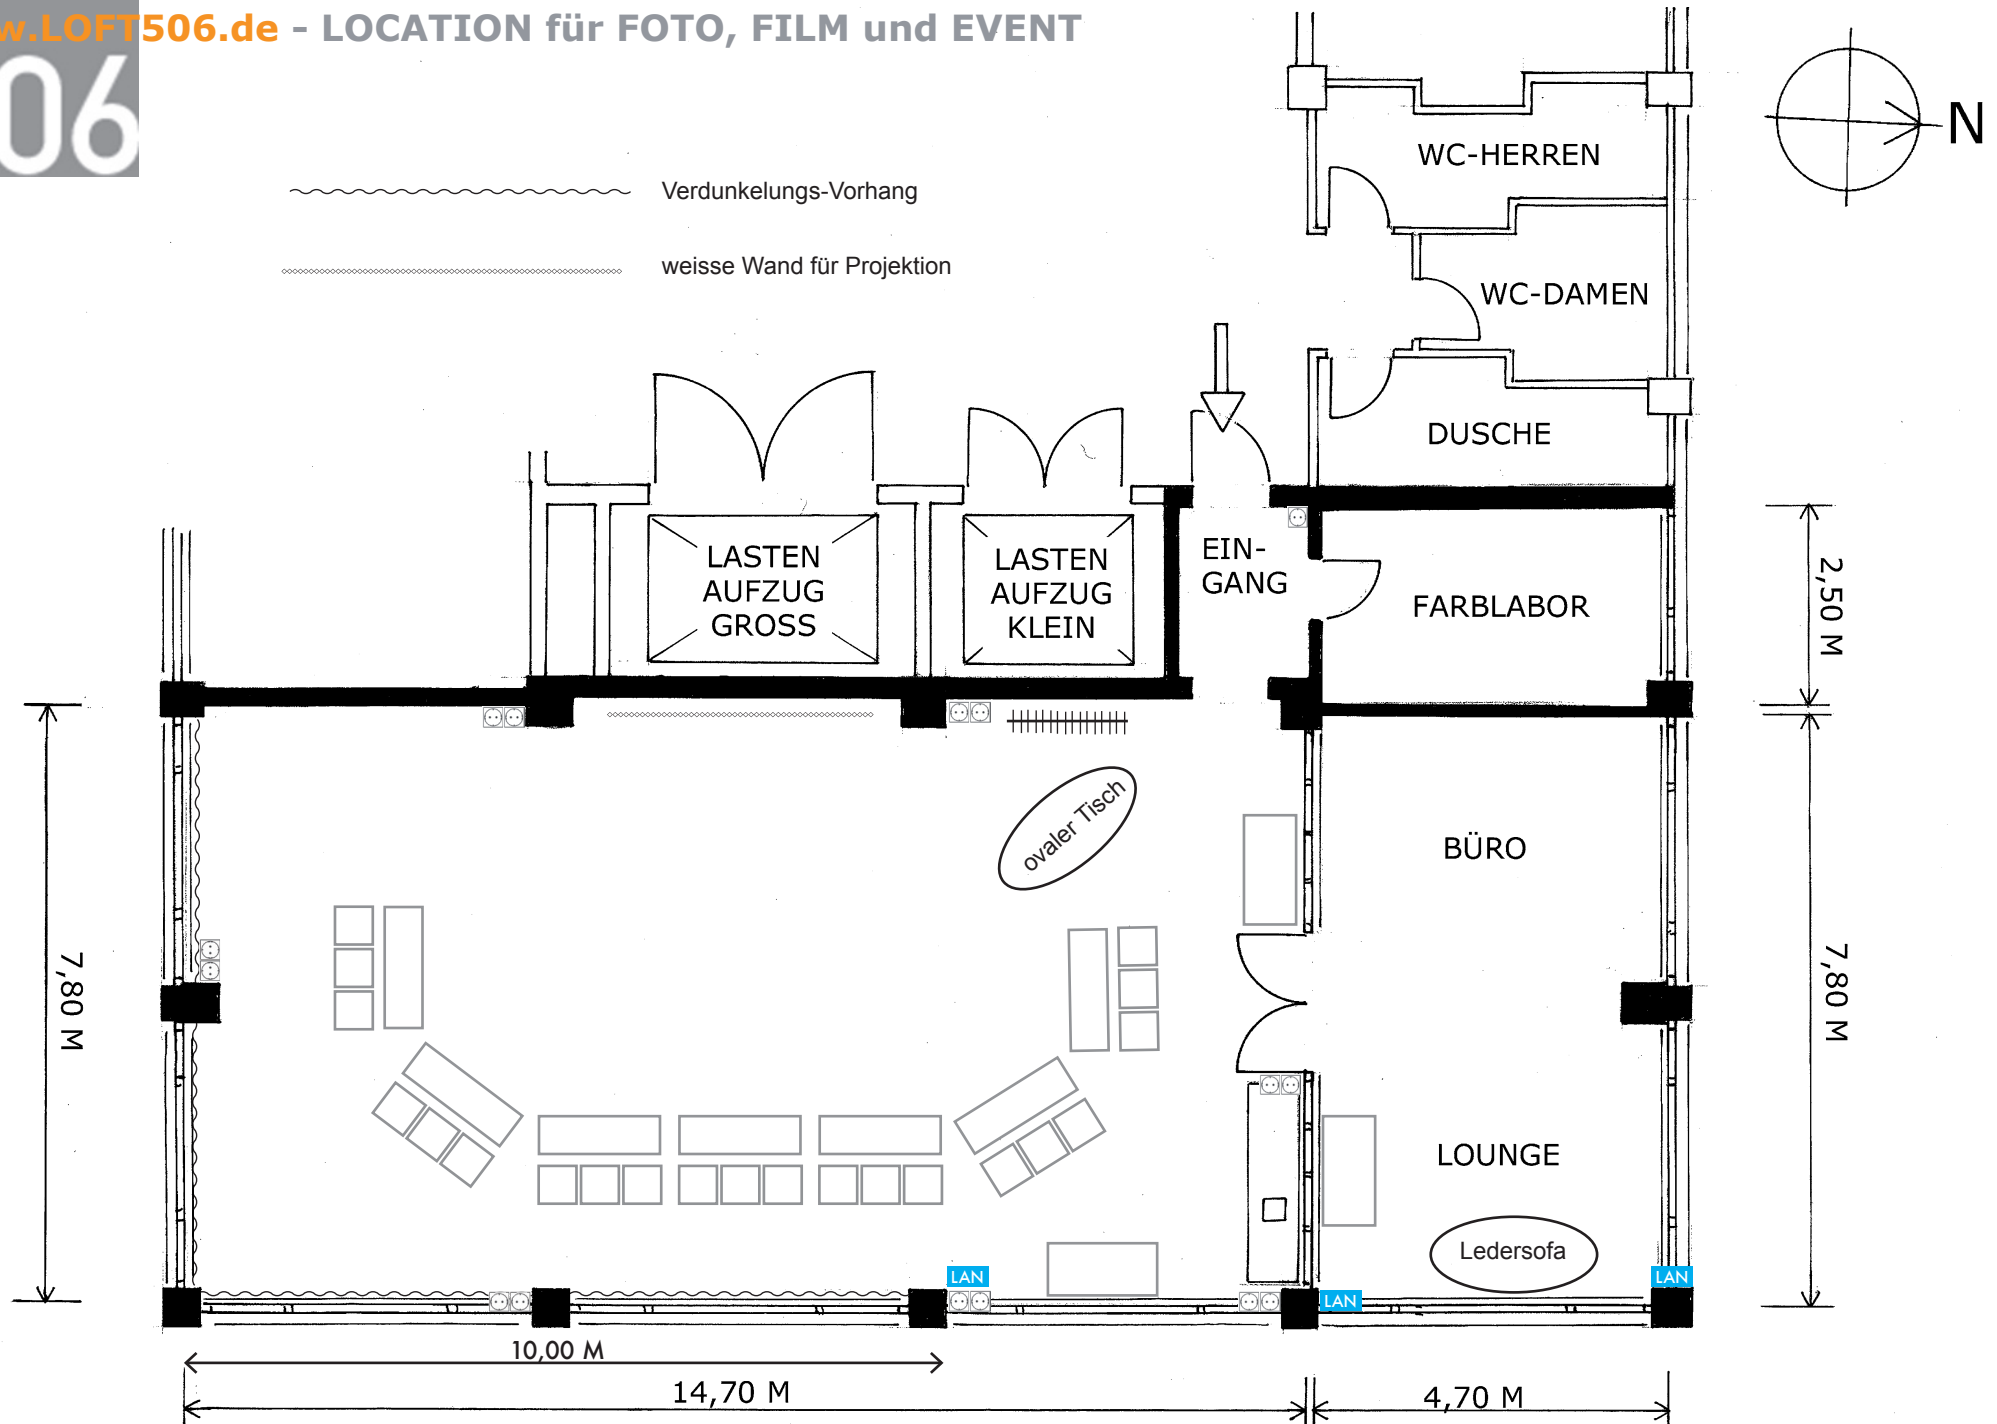 w.LOFT506.de - LOCATION für FOTO, FILM und EVENT
06
N
Verdunkelungs-Vorhang
weisse Wand für Projektion
WC-HERREN
WC-DAMEN
DUSCHE
LASTEN
AUFZUG
GROSS
LASTEN
AUFZUG
KLEIN
EIN-
GANG
FARBLABOR
2,50 M
ovaler Tisch
BÜRO
7,80 M
7,80 M
LOUNGE
Ledersofa
LAN
LAN
LAN
10,00 M
14,70 M
4,70 M